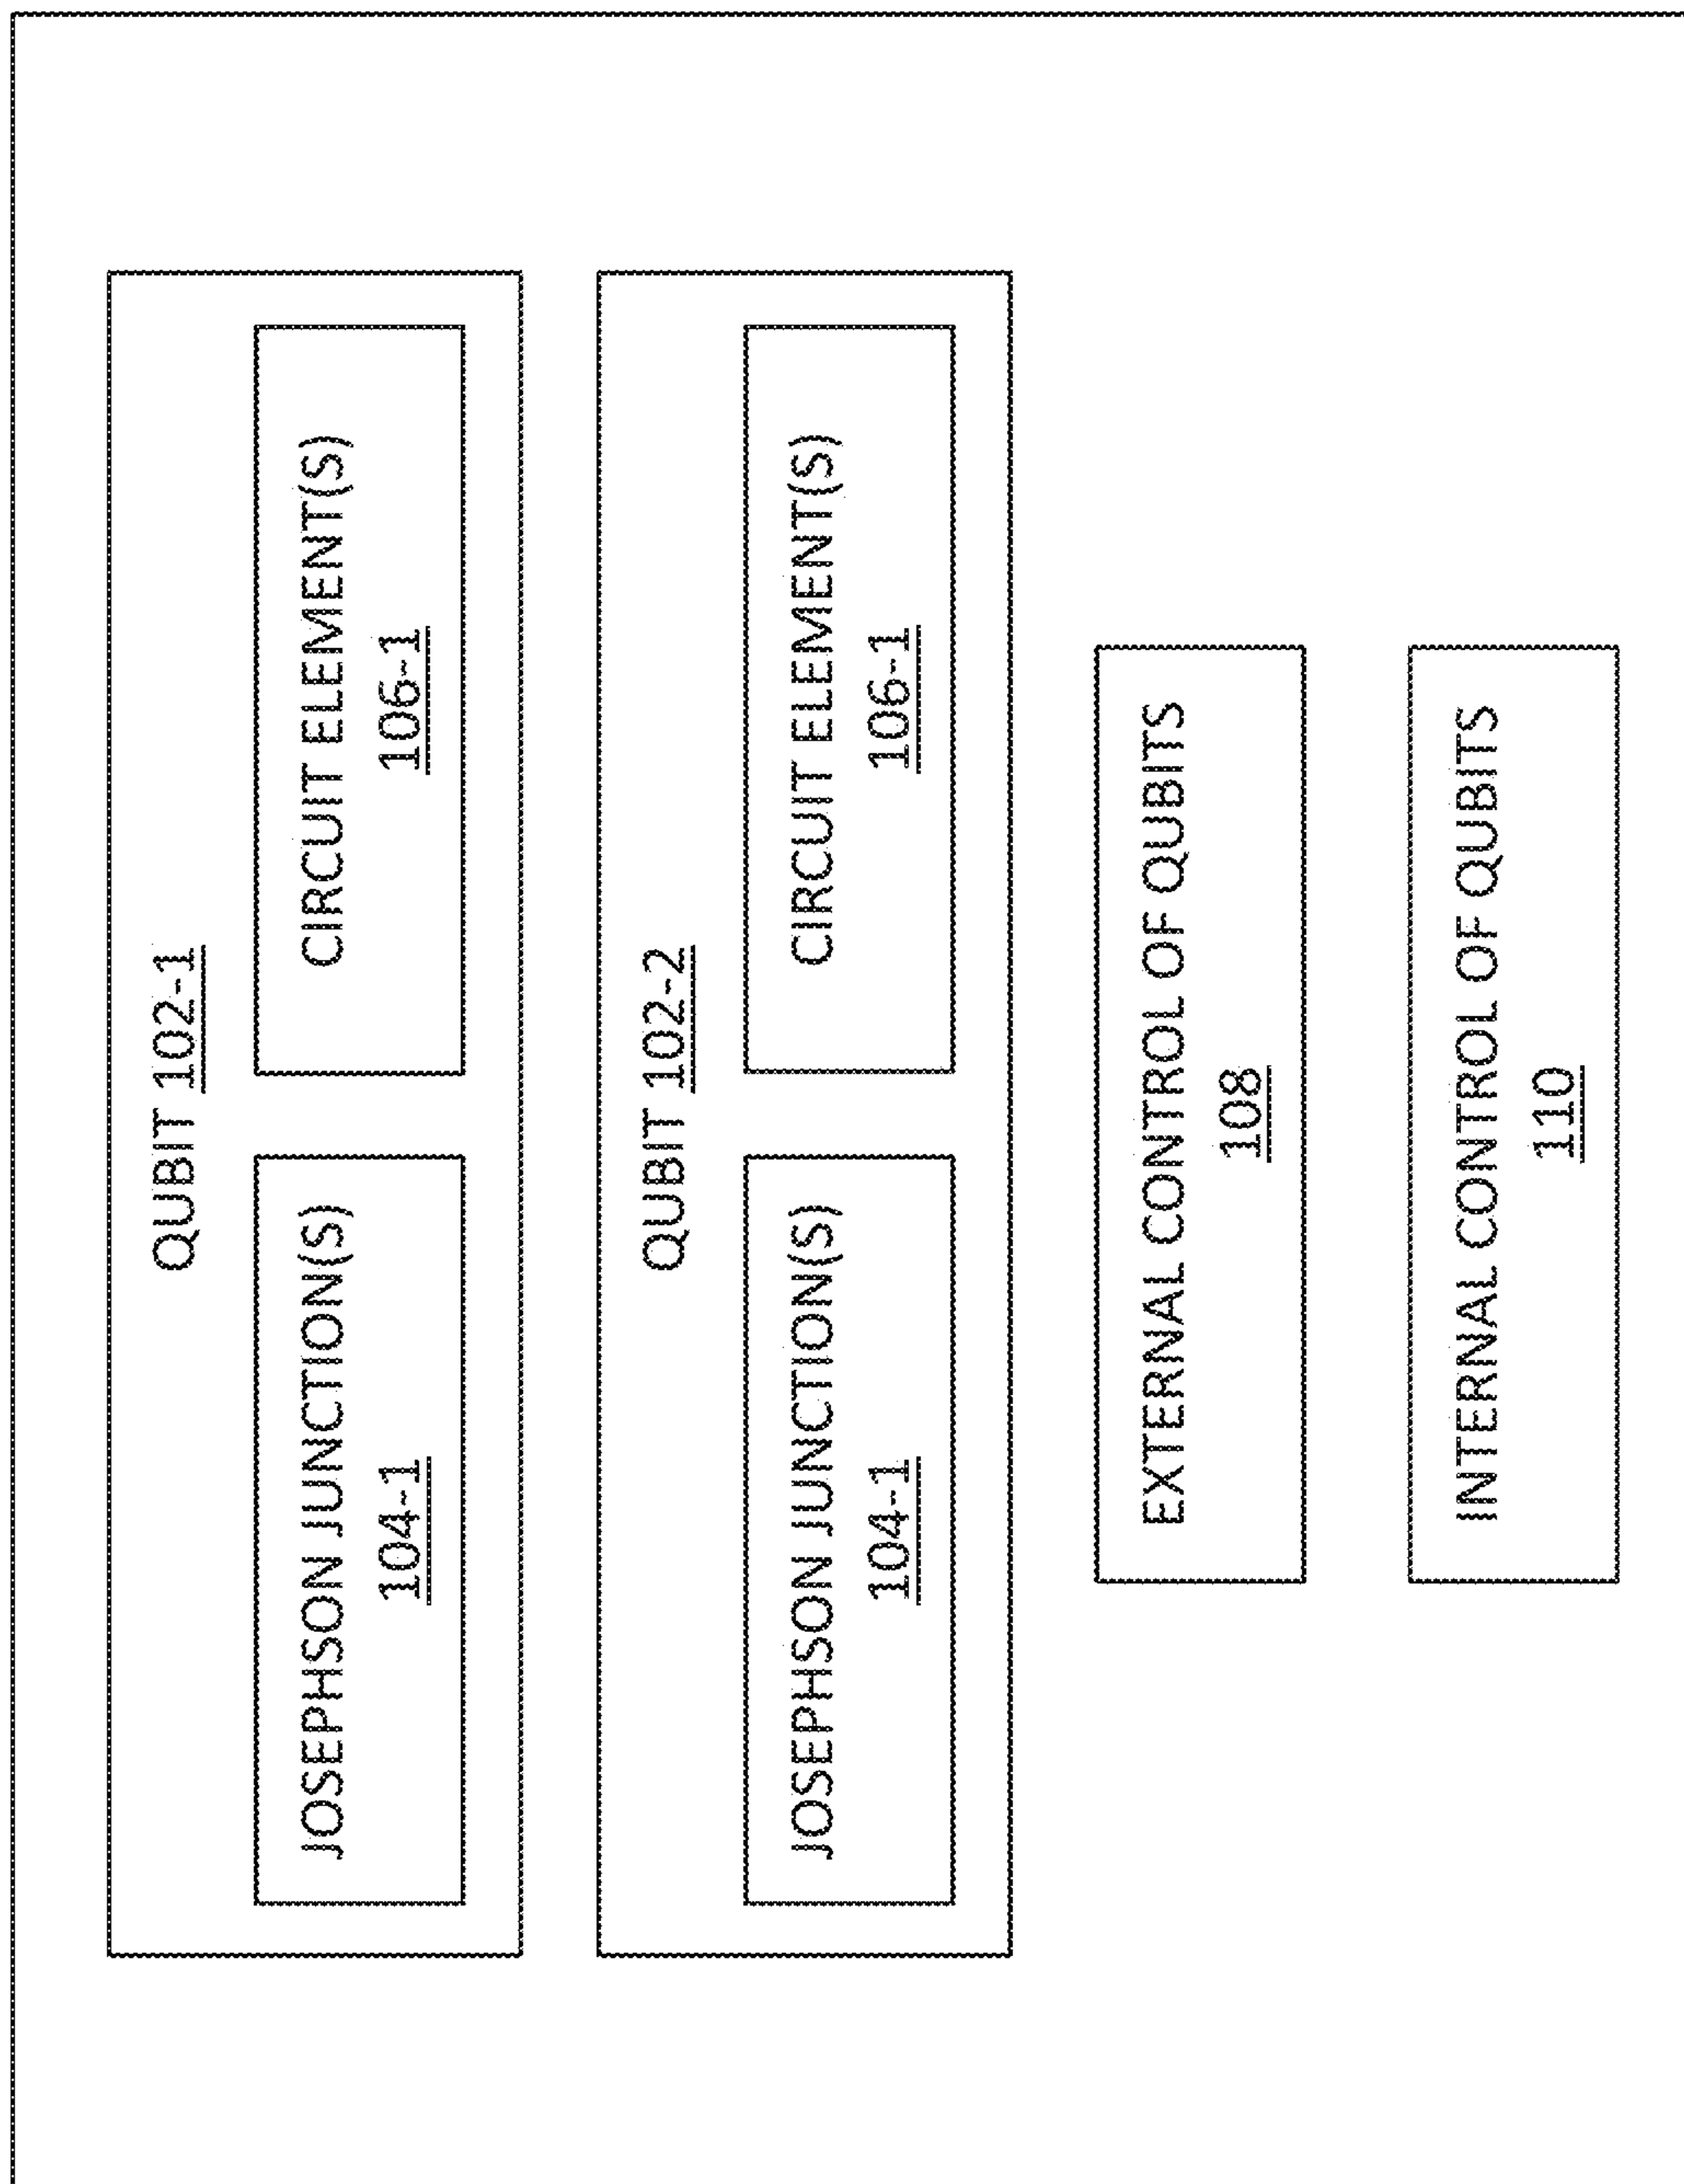 QUBIT 102-1
JOSEPHSON JUNCTION(S)
104-1
CIRCUIT ELEMENT(S)
106-1
QUBIT 102-2
JOSEPHSON JUNCTION(S)
104-1
CIRCUIT ELEMENT(S)
106-1
EXTERNAL CONTROL OF QUBITS
108
INTERNAL CONTROL OF QUBITS
110